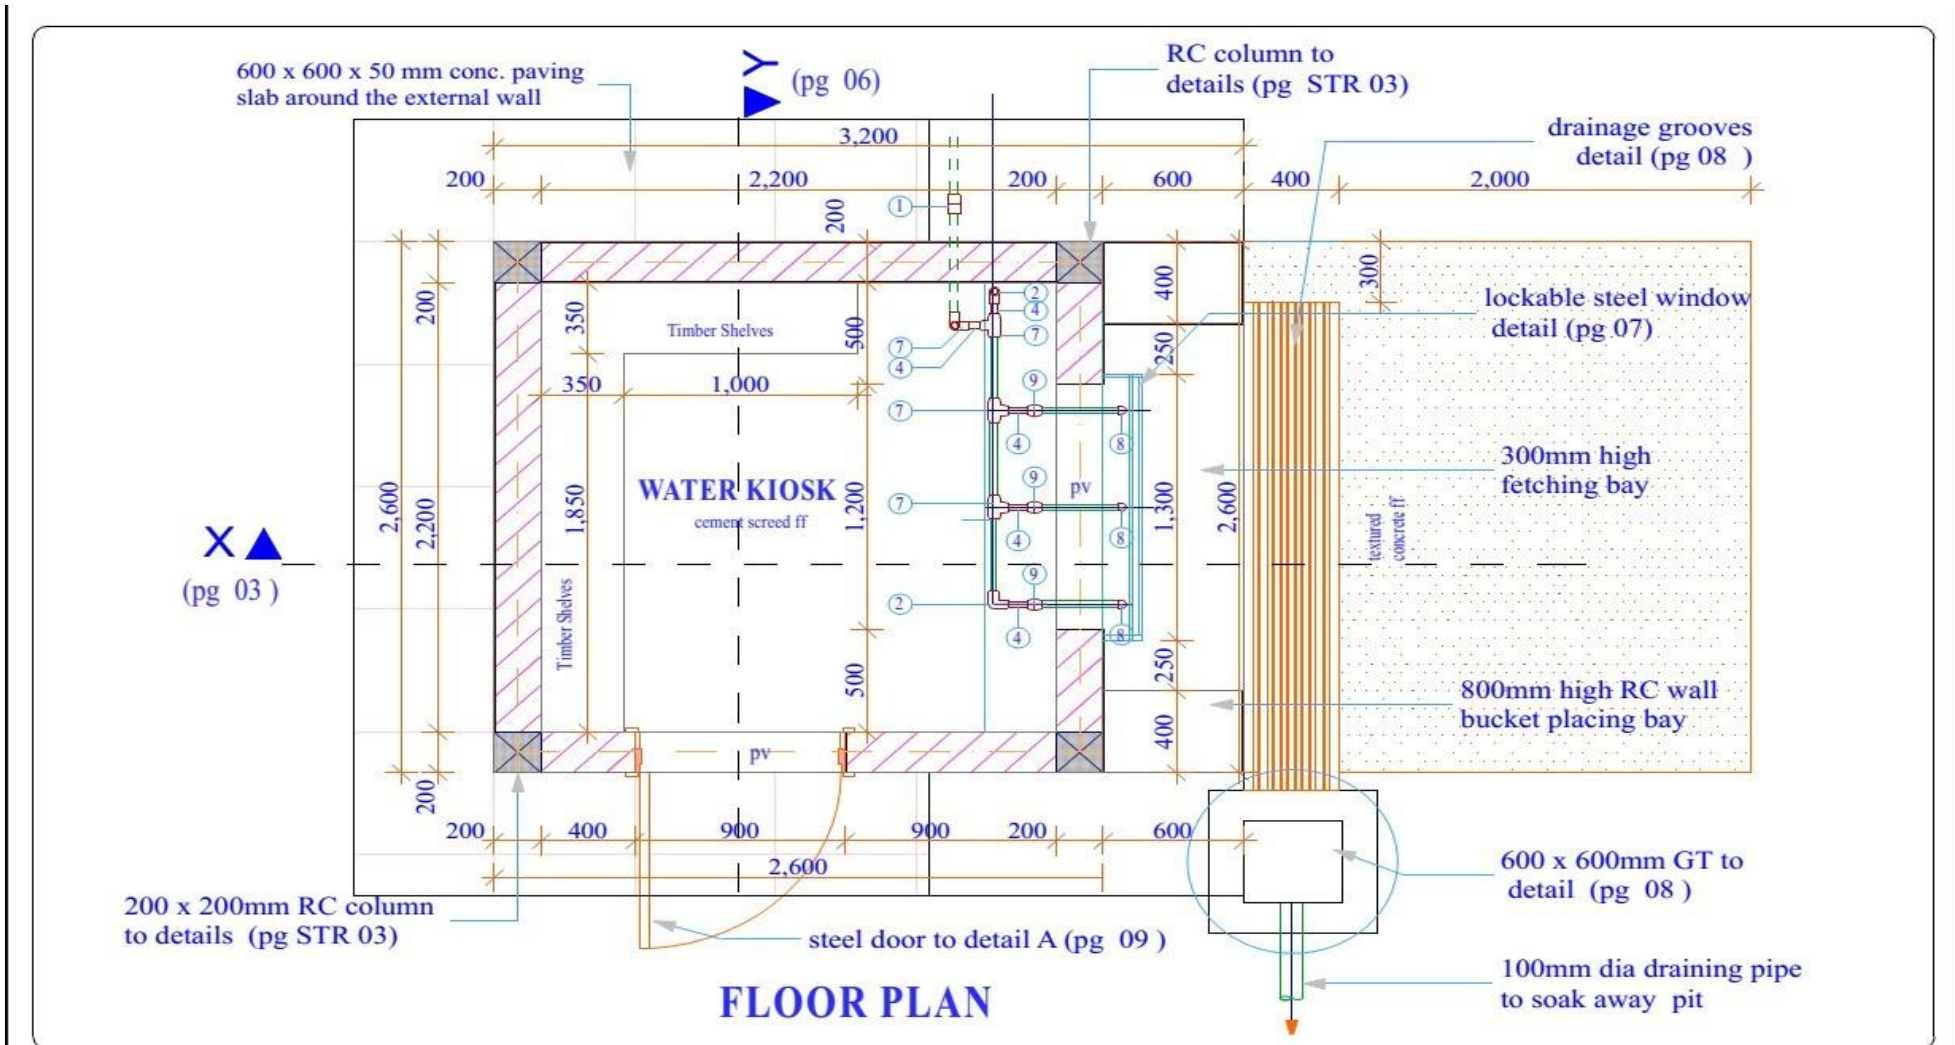 600 x 600 x 50 mm conc. paving
slab around the external wall
Y
(pg 06)
RC column to
details (pg STR 03)
drainage grooves
detail (pg 08 )
3,200
200
2,200
200
600
400
2,000
200
1
300
400
200
350
Timber Shelves
500
2
4
7
7
4
250
lockable steel window
detail (pg 07)
350
1,000
9
7
4
8
300mm high
fetching bay
WATER KIOSK
cement screed ff
9
pv
7
4
8
2,600
2,200
1,850
1,200
1,300
2,600
textured
concrete ff
X
(pg 03 )
Timber Shelves
9
2
4
8
500
250
800mm high RC wall
bucket placing bay
400
pv
200
200
400
900
900
200
600
2,600
600 x 600mm GT to
detail (pg 08 )
200 x 200mm RC column
to details (pg STR 03)
steel door to detail A (pg 09 )
100mm dia draining pipe
to soak away pit
FLOOR PLAN